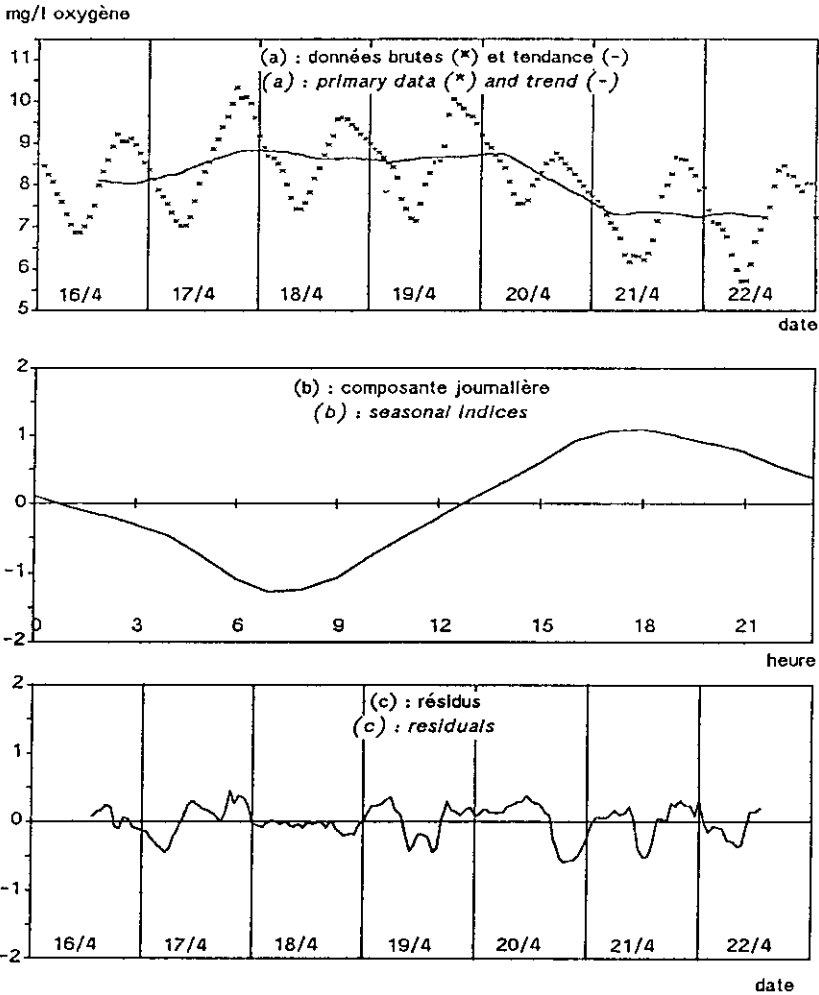 mg/l oxygène
(a) : données brutes (*) et tendance (-)
(a) : primary data (*) and trend (-)
11
10
9
8
7
6
5
16/4 17/4 18/4 19/4 20/4 21/4 22/4
date
2
(b) : composante journalière
(b) : seasonal indices
1
0
-1
-2
0 3 6 9 12 15 18 21
heure
2
(c) : résidus
(c) : residuals
1
0
-1
-2
16/4 17/4 18/4 19/4 20/4 21/4 22/4
date